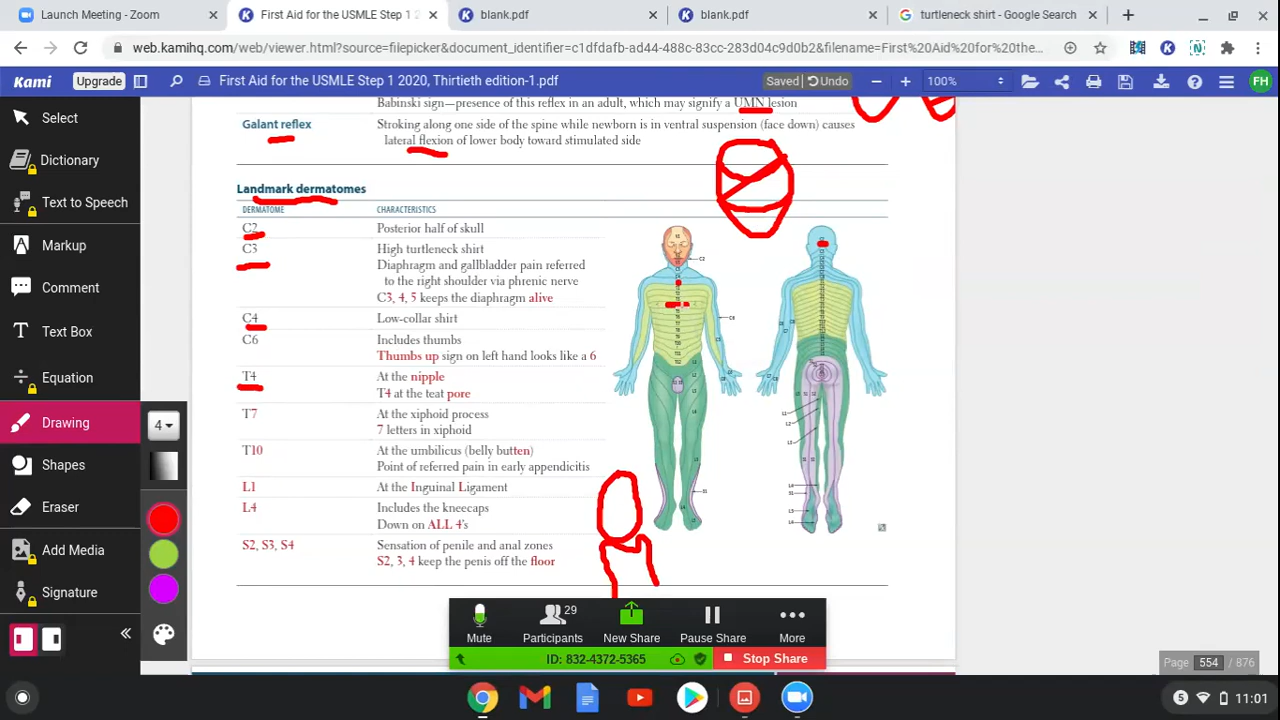 Launch Meeting - Zoom
First Aid for the USMLE Step 1 2
blank.pdf
blank.pdf
turtleneck shirt - Google Search
web.kamihq.com/web/viewer.html?source=filepicker&document_identifier=c1dfdafb-ad44-488c-83cc-283d04c9d0b2&filename=First%20Aid%20for%20the...
Kami
Upgrade
First Aid for the USMLE Step 1 2020, Thirtieth edition-1.pdf
Saved
Undo
100%
FH
Select
Dictionary
Text to Speech
Markup
Comment
Text Box
Equation
Drawing
4
Shapes
Eraser
Add Media
Signature
Babinski sign—presence of this reflex in an adult, which may signify a UMN lesion
Galant reflex
Stroking along one side of the spine while newborn is in ventral suspension (face down) causes
lateral flexion of lower body toward stimulated side
Landmark dermatomes
DERMATOME CHARACTERISTICS
C2 Posterior half of skull
C3 High turtleneck shirt
Diaphragm and gallbladder pain referred
to the right shoulder via phrenic nerve
C3, 4, 5 keeps the diaphragm alive
C4 Low-collar shirt
C6 Includes thumbs
Thumbs up sign on left hand looks like a 6
T4 At the nipple
T4 at the teat pore
T7 At the xiphoid process
7 letters in xiphoid
T10 At the umbilicus (belly butten)
Point of referred pain in early appendicitis
L1 At the Inguinal Ligament
L4 Includes the kneecaps
Down on ALL 4's
S2, S3, S4 Sensation of penile and anal zones
S2, 3, 4 keep the penis off the floor
C2
C6
S1
Mute
Participants
29
New Share
Pause Share
More
ID: 832-4372-5365
Stop Share
Page 554 / 876
5
11:01